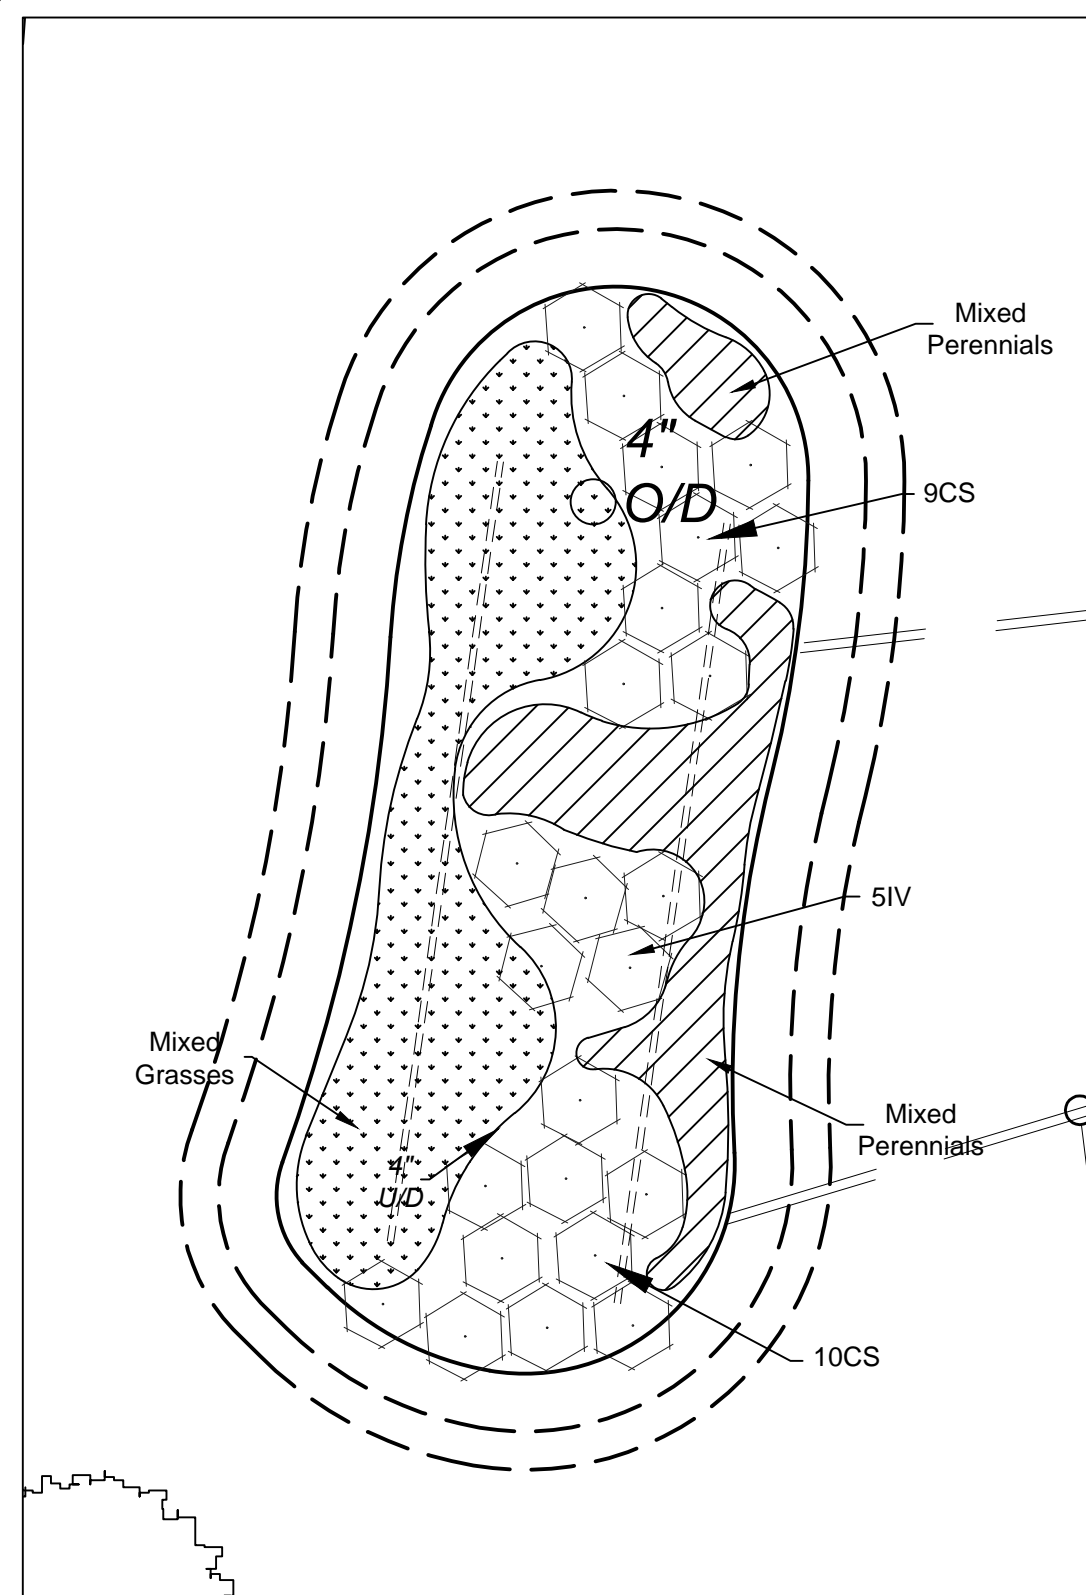 Mixed
Perennials
4"
O/D
9CS
5IV
Mixed
Grasses
Mixed
Perennials
4"
U/D
10CS